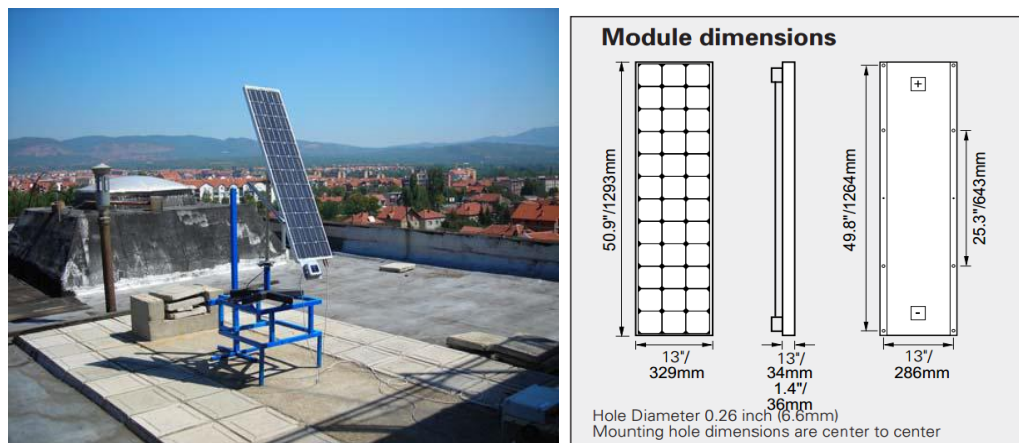 Module dimensions
50.9"/1293mm
49.8"/1264mm
25.3"/643mm
+
-
13"/
329mm
13"/
34mm
1.4"/
36mm
13"/
286mm
Hole Diameter 0.26 inch (6.6mm)
Mounting hole dimensions are center to center